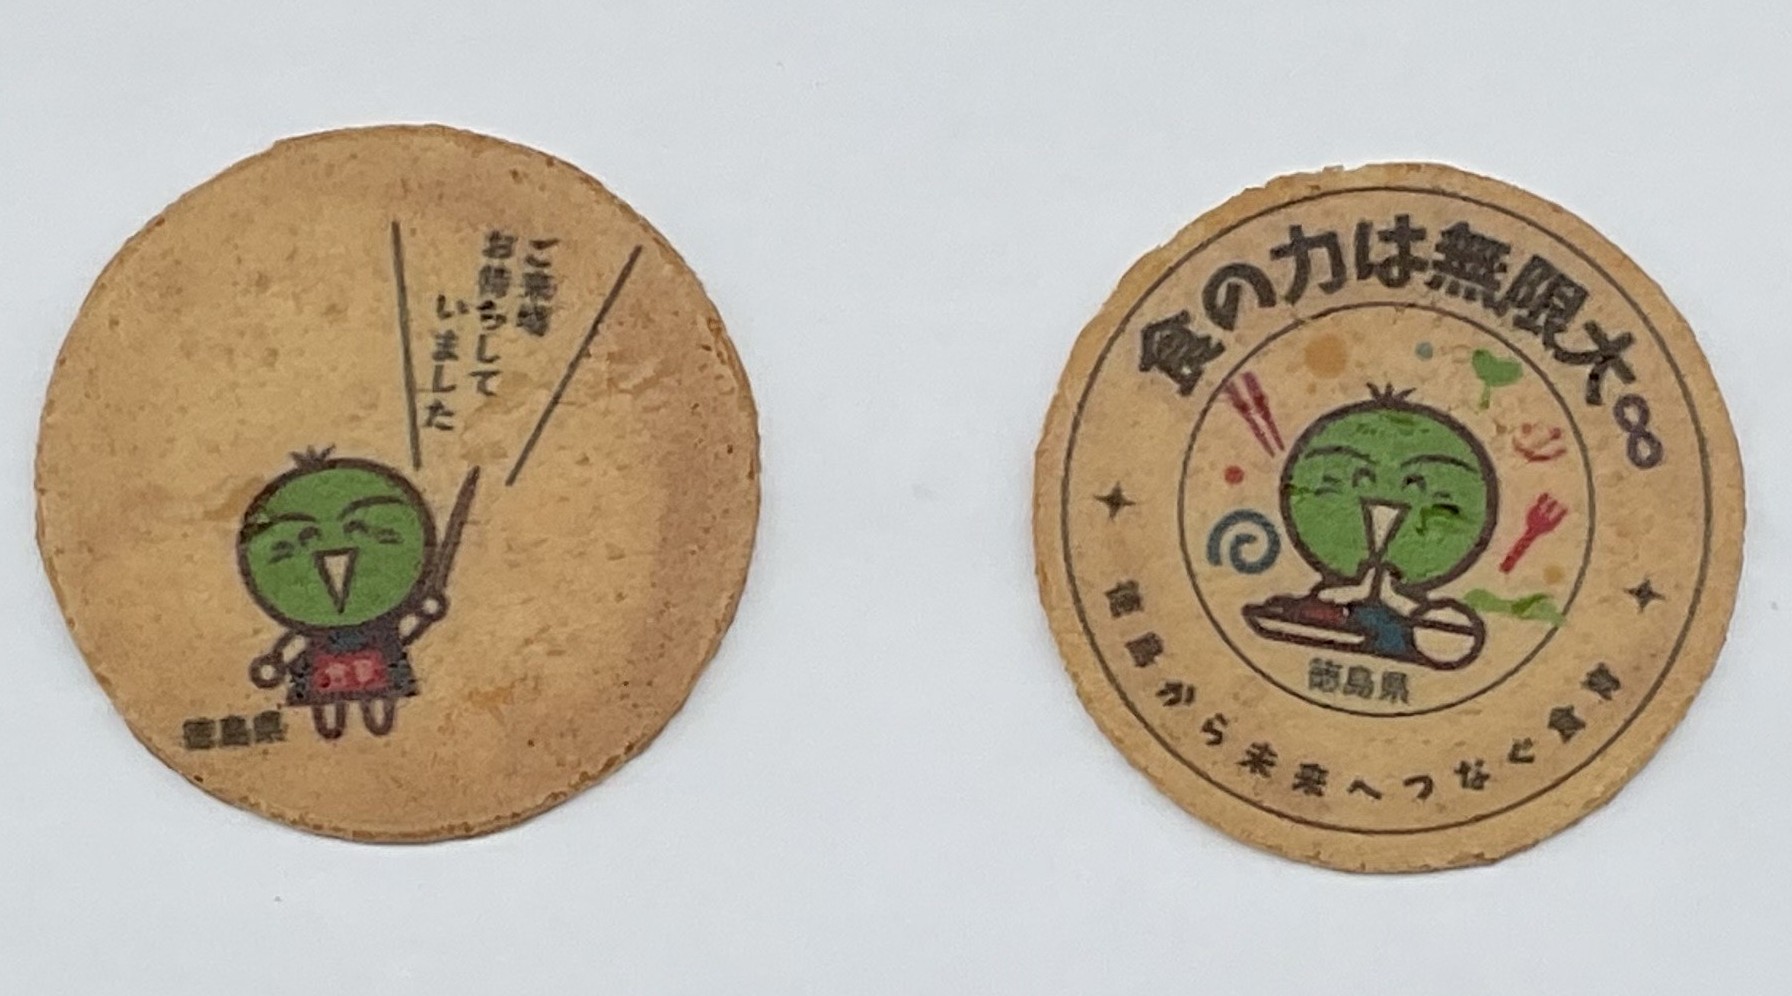 ご来場
お待ちして
いました
徳島県
食の力は無限大∞
徳島県
徳島から未来へつなぐ食育